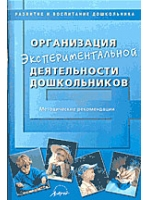 РАЗВИТИЕ И ВОСПИТАНИЕ ДОШКОЛЬНИКА
ОРГАНИЗАЦИЯ
ЭКСПЕРИМЕНТАЛЬНОЙ
ДЕЯТЕЛЬНОСТИ
ДОШКОЛЬНИКОВ
Методические рекомендации